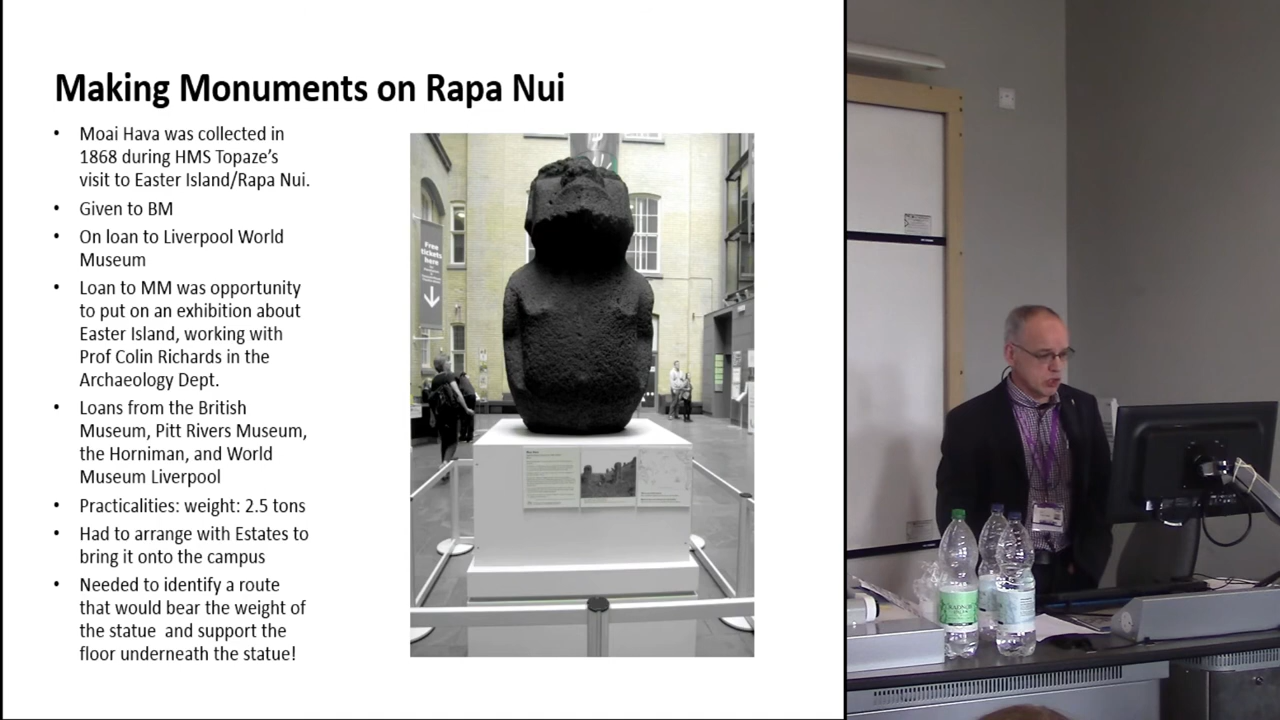 Making Monuments on Rapa Nui
• Moai Hava was collected in
1868 during HMS Topaze’s
visit to Easter Island/Rapa Nui.
• Given to BM
• On loan to Liverpool World
Museum
• Loan to MM was opportunity
to put on an exhibition about
Easter Island, working with
Prof Colin Richards in the
Archaeology Dept.
• Loans from the British
Museum, Pitt Rivers Museum,
the Horniman, and World
Museum Liverpool
• Practicalities: weight: 2.5 tons
• Had to arrange with Estates to
bring it onto the campus
• Needed to identify a route
that would bear the weight of
the statue and support the
floor underneath the statue!
Free
tickets
here